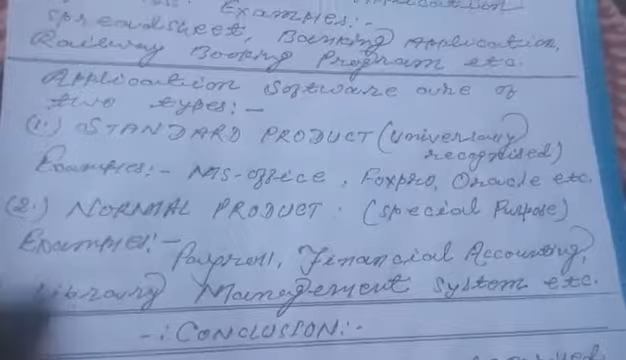 Examples:-
Spreadsheet, Banking Application,
Railway Booking Program etc.
Application Software are of
two types:-
(1.) STANDARD PRODUCT (Universally
recognised)
Examples:- MS-office, Foxpro, Oracle etc.
(2.) NORMAL PRODUCT. (Special Purpose)
Examples:-
Payroll, Financial Accounting,
Library Management System etc.
-: CONCLUSION:-